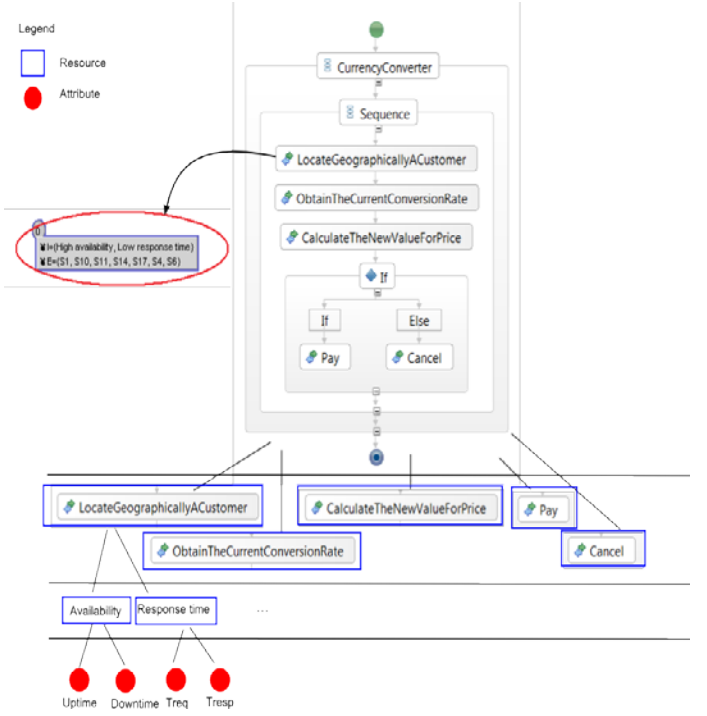 Legend
Resource
Attribute
CurrencyConverter
Sequence
LocateGeographicallyACustomer
ObtainTheCurrentConversionRate
CalculateTheNewValueForPrice
If
If Else
Pay Cancel
I=(High availability, Low response time)
E=(S1, S10, S11, S14, S17, S4, S6)
LocateGeographicallyACustomer CalculateTheNewValueForPrice Pay
ObtainTheCurrentConversionRate Cancel
Availability Response time ...
Uptime Downtime Treq Tresp